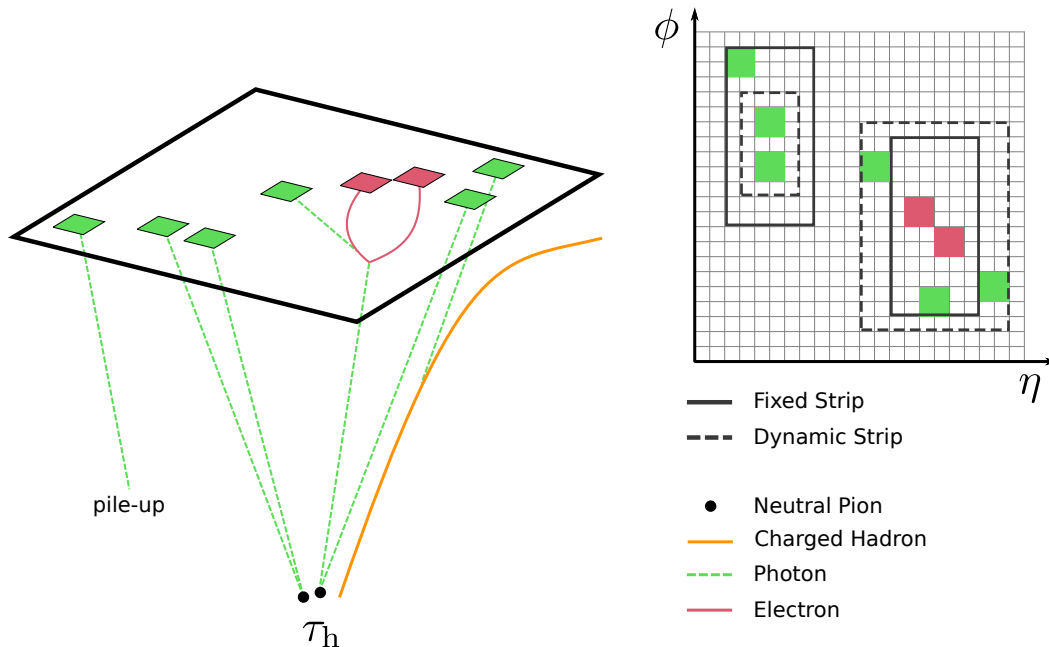 pile-up
τh
ϕ
η
Fixed Strip
Dynamic Strip
Neutral Pion
Charged Hadron
Photon
Electron